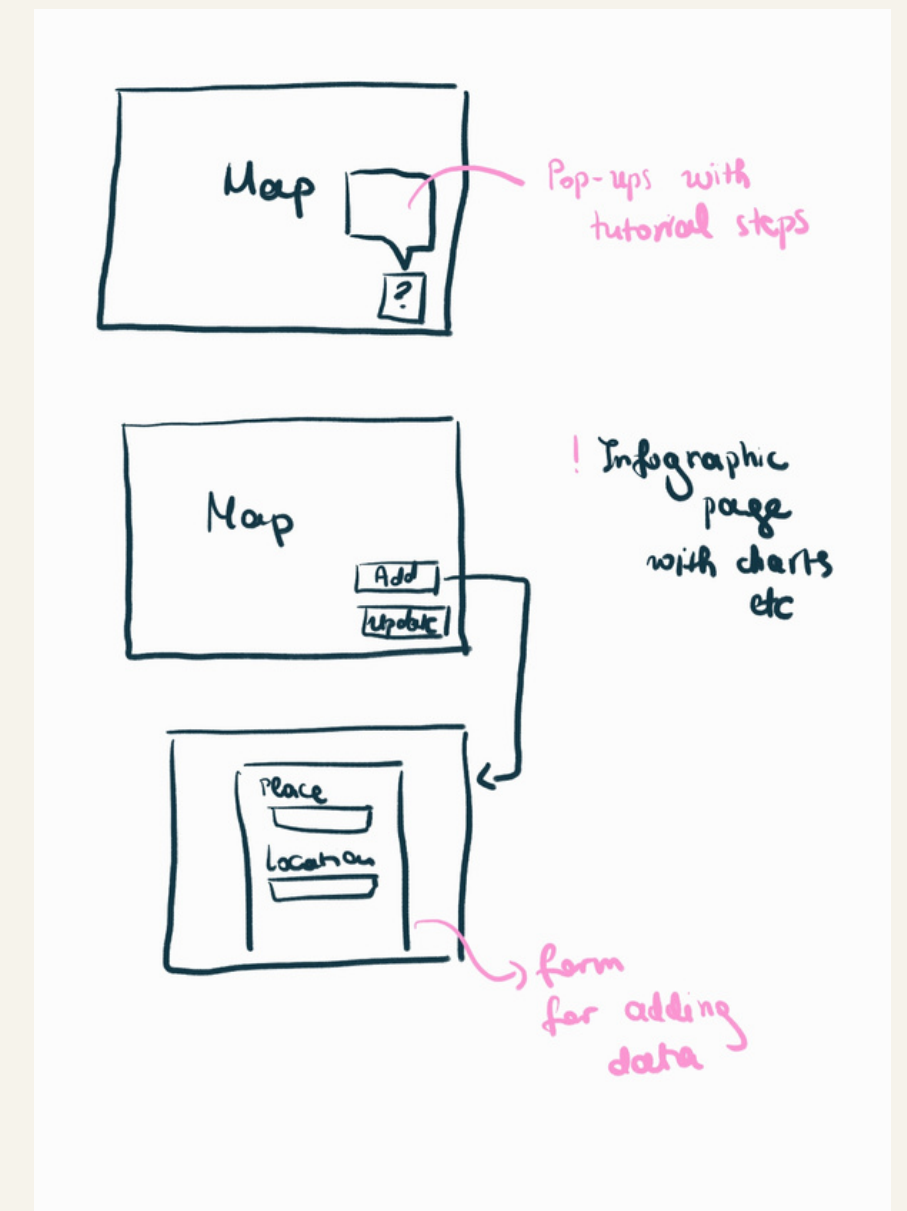 Map
Pop-ups with
tutorial steps
?
Map
! Infographic
page
with charts
etc
Add
Update
Place
Location
form
for adding
data